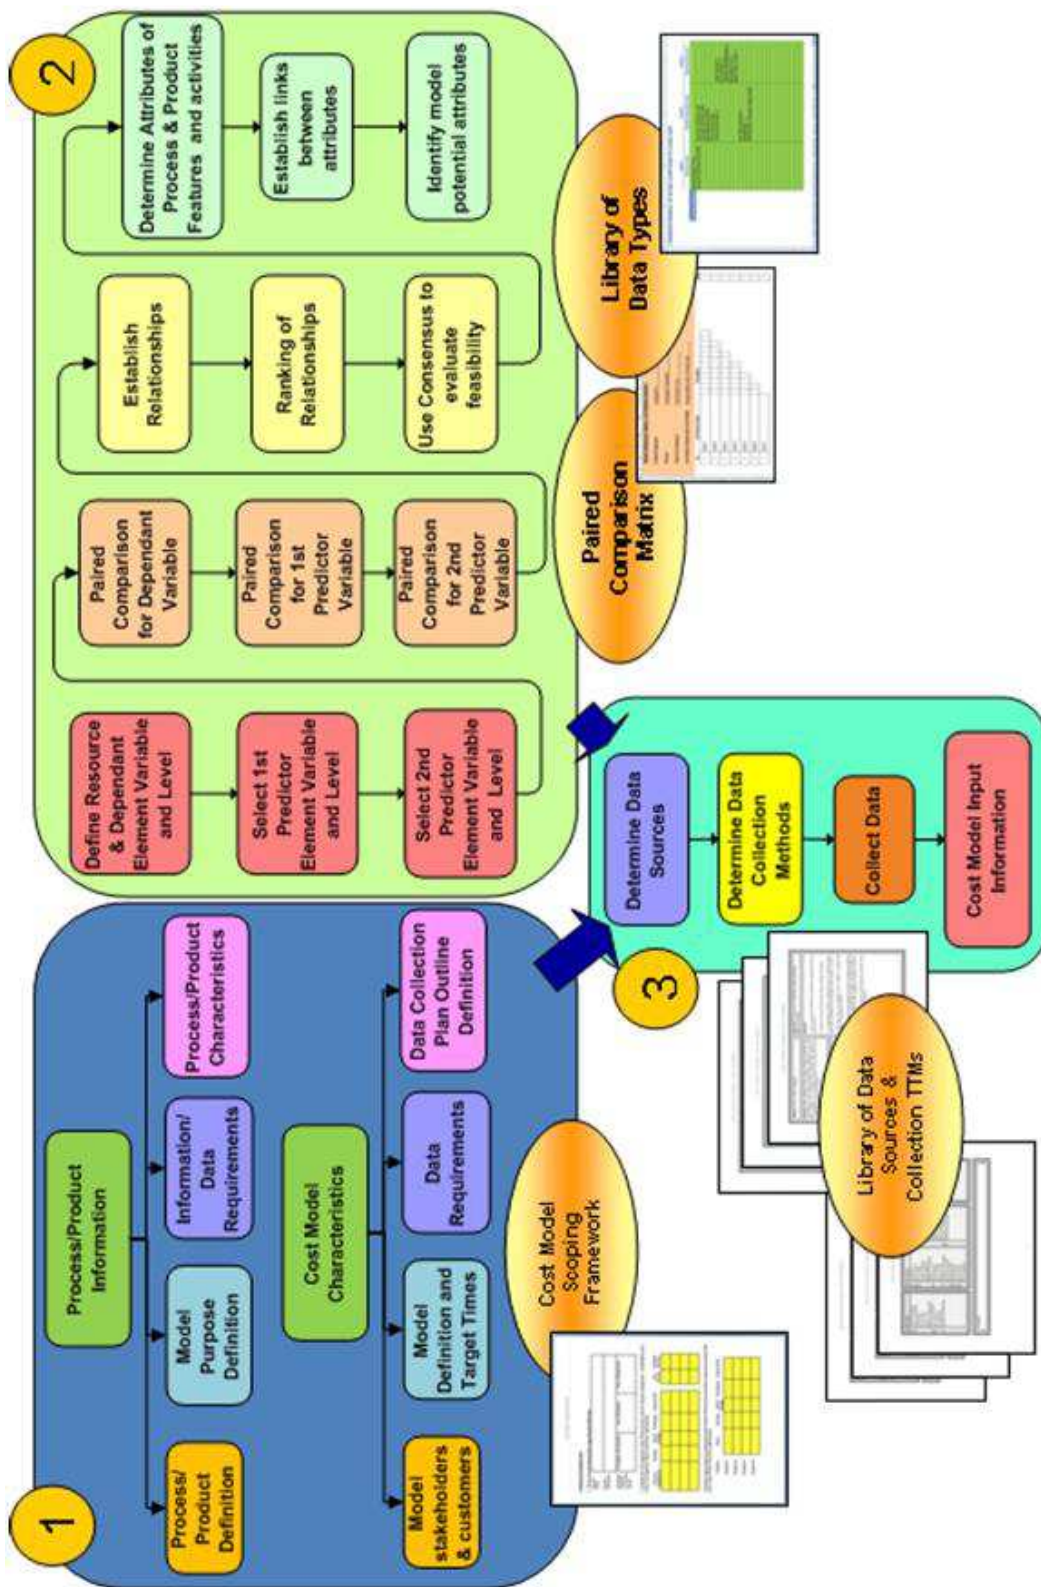 1
Process/Product
Information
Process/
Product
Definition
Model
Purpose
Definition
Information/
Data
Requirements
Process/Product
Characteristics
Cost Model
Characteristics
Model
stakeholders
& customers
Model
Definition and
Target Times
Data
Requirements
Data Collection
Plan Outline
Definition
Cost Model
Scoping
Framework
2
Define Resource
& Dependant
Element Variable
and Level
Select 1st
Predictor
Element Variable
and Level
Select 2nd
Predictor
Element Variable
and Level
Paired
Comparison
for Dependant
Variable
Paired
Comparison
for 1st
Predictor
Variable
Paired
Comparison
for 2nd
Predictor
Variable
Establish
Relationships
Ranking of
Relationships
Use Consensus to
evaluate
feasibility
Determine Attributes of
Process & Product
Features and activities
Establish links
between
attributes
Identify model
potential attributes
Paired
Comparison
Matrix
Library of
Data Types
3
Determine Data
Sources
Determine Data
Collection
Methods
Collect Data
Cost Model Input
Information
Library of Data
Sources &
Collection TTMs